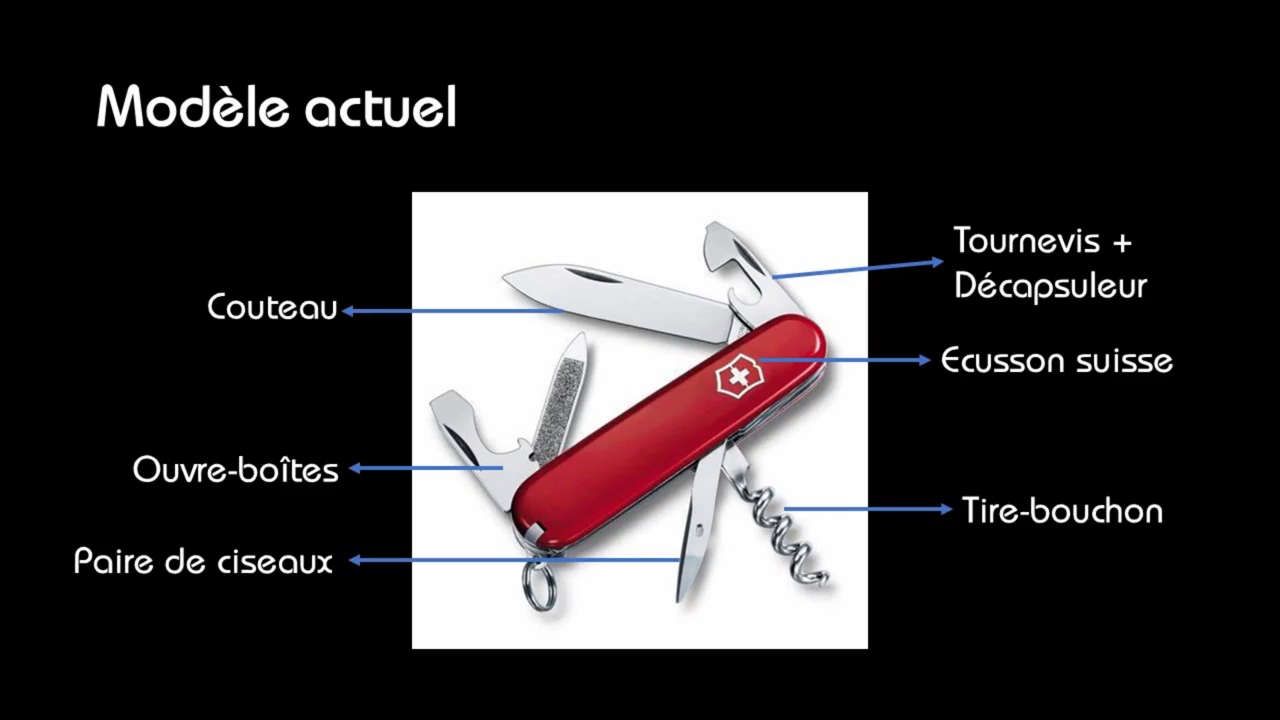 Modèle actuel
Tournevis +
Décapsuleur
Couteau
Ecusson suisse
Ouvre-boîtes
Tire-bouchon
Paire de ciseaux